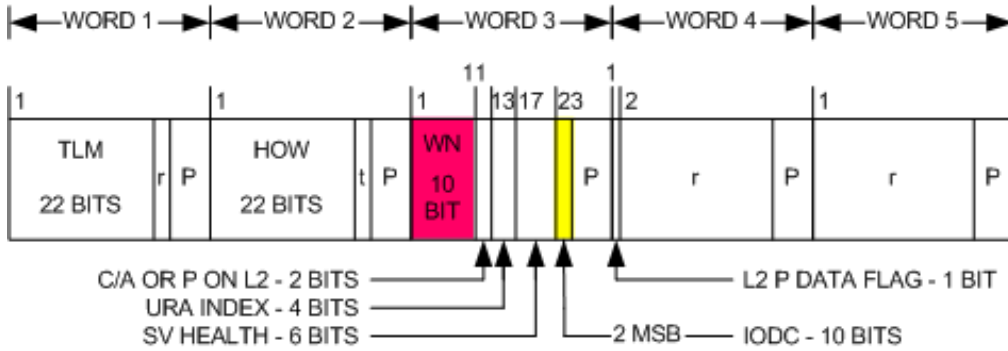 WORD 1 WORD 2 WORD 3 WORD 4 WORD 5
11 1
1 1 1 13 17 23 2 1
TLM HOW WN
r P t P 10 P r P r P
22 BITS 22 BITS BIT
C/A OR P ON L2 - 2 BITS L2 P DATA FLAG - 1 BIT
URA INDEX - 4 BITS
SV HEALTH - 6 BITS 2 MSB IODC - 10 BITS